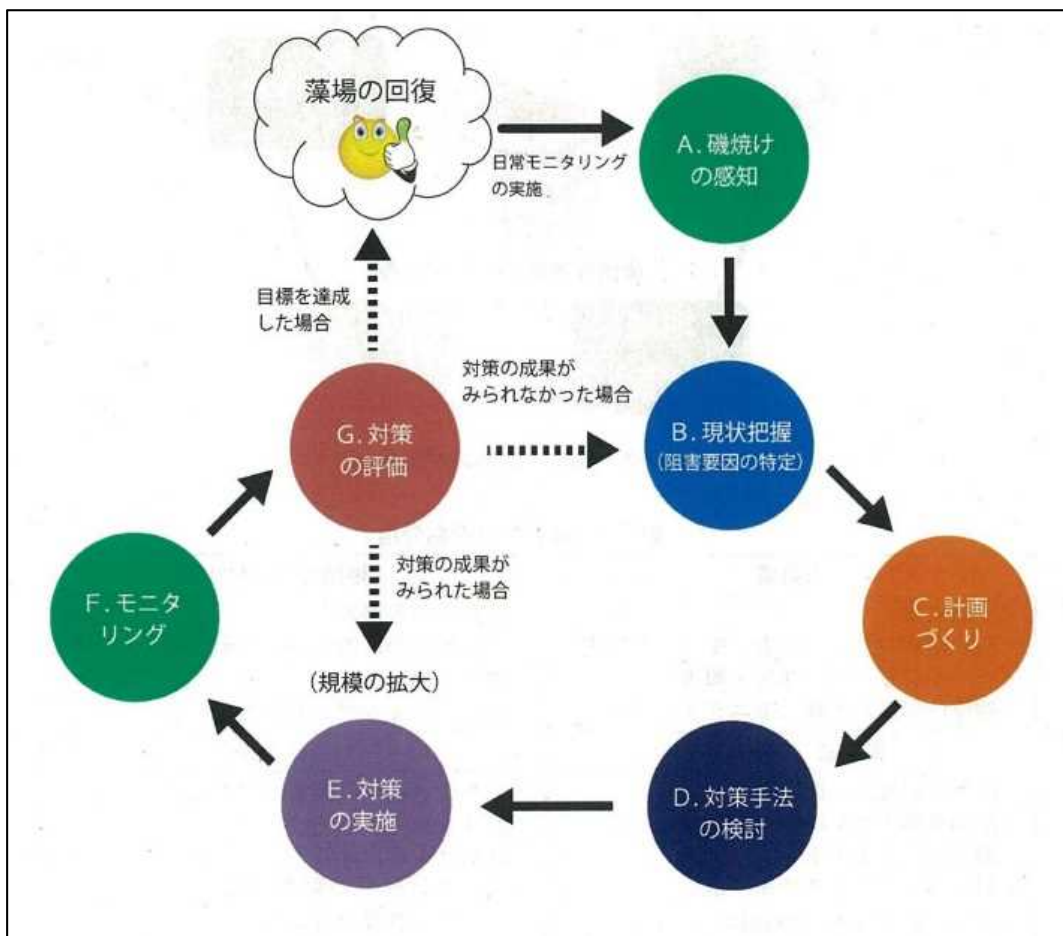 藻場の回復
日常モニタリング
の実施
A.磯焼け
の感知
目標を達成
した場合
対策の成果が
みられなかった場合
G.対策
の評価
B.現状把握
(阻害要因の特定)
対策の成果が
みられた場合
F.モニタ
リング
C.計画
づくり
(規模の拡大)
E.対策
の実施
D.対策手法
の検討